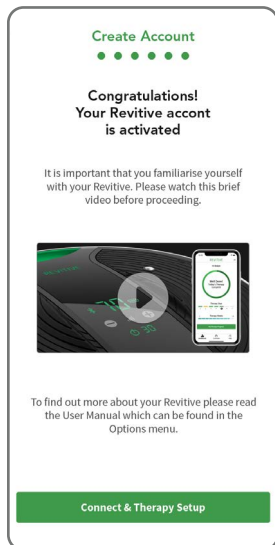 Create Account
Congratulations!
Your Revitive accont
is activated
It is important that you familiarise yourself
with your Revitive. Please watch this brief
video before proceeding.
To find out more about your Revitive please read
the User Manual which can be found in the
Options menu.
Connect & Therapy Setup